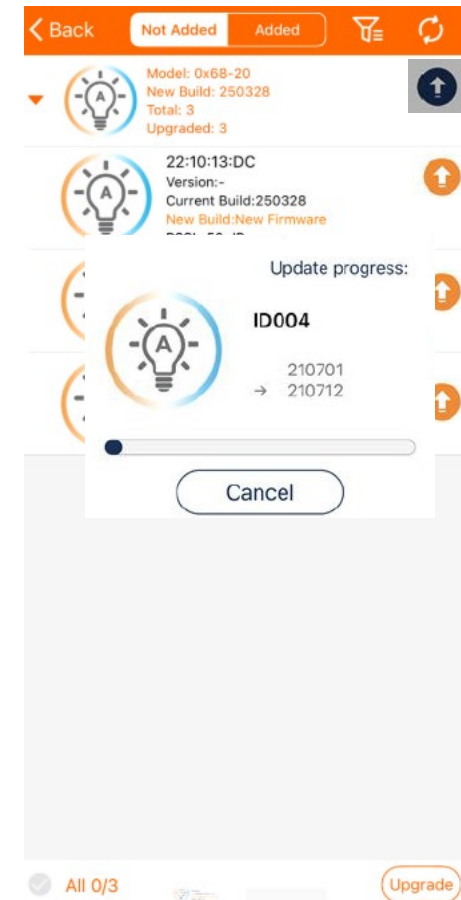 Back
Not Added
Added
Model: 0x68-20
New Build: 250328
Total: 3
Upgraded: 3
22:10:13:DC
Version:-
Current Build:250328
New Build:New Firmware
Update progress:
A
ID004
210701
→ 210712
Cancel
All 0/3
Upgrade